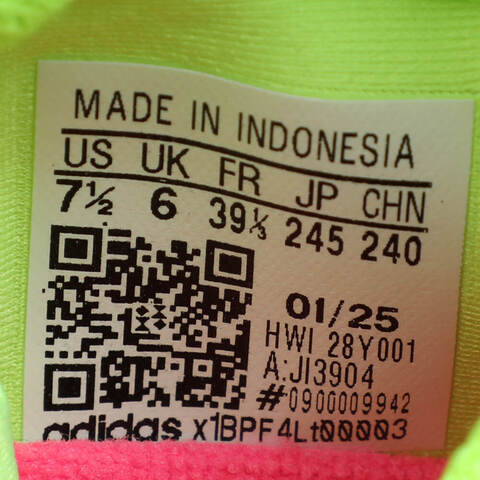 MADE IN INDONESIA
US UK FR JP CHN
7½ 6 39⅓ 245 240
01/25
HWI 28Y001
A:JI3904
#0900009942
adidas x1BPF4Lt00003